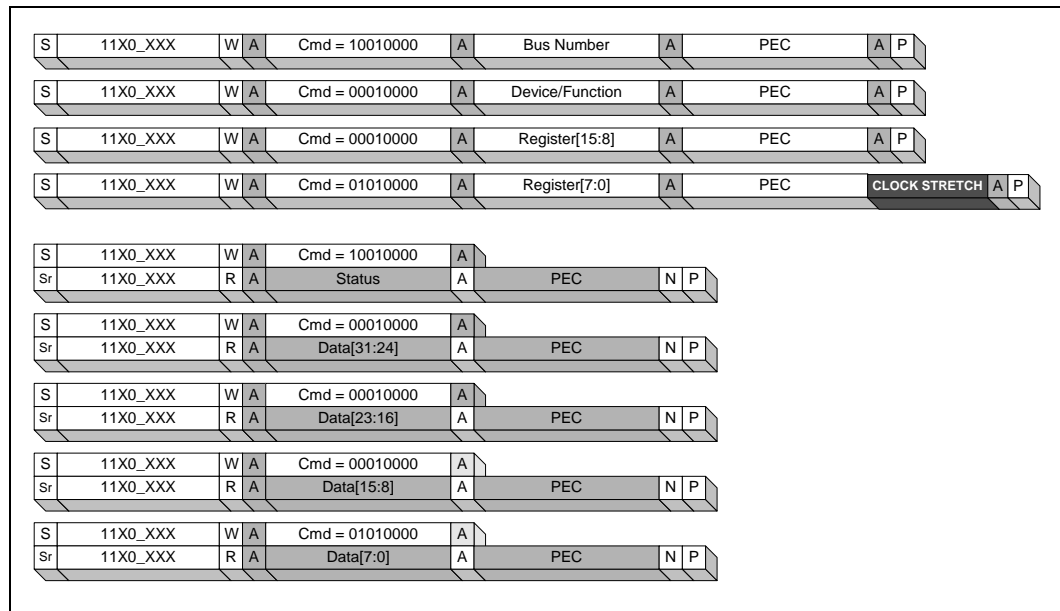 S 11X0_XXX W A Cmd = 10010000 A Bus Number A PEC A P
S 11X0_XXX W A Cmd = 00010000 A Device/Function A PEC A P
S 11X0_XXX W A Cmd = 00010000 A Register[15:8] A PEC A P
S 11X0_XXX W A Cmd = 01010000 A Register[7:0] A PEC CLOCK STRETCH A P
S 11X0_XXX W A Cmd = 10010000 A
Sr 11X0_XXX R A Status A PEC N P
S 11X0_XXX W A Cmd = 00010000 A
Sr 11X0_XXX R A Data[31:24] A PEC N P
S 11X0_XXX W A Cmd = 00010000 A
Sr 11X0_XXX R A Data[23:16] A PEC N P
S 11X0_XXX W A Cmd = 00010000 A
Sr 11X0_XXX R A Data[15:8] A PEC N P
S 11X0_XXX W A Cmd = 01010000 A
Sr 11X0_XXX R A Data[7:0] A PEC N P